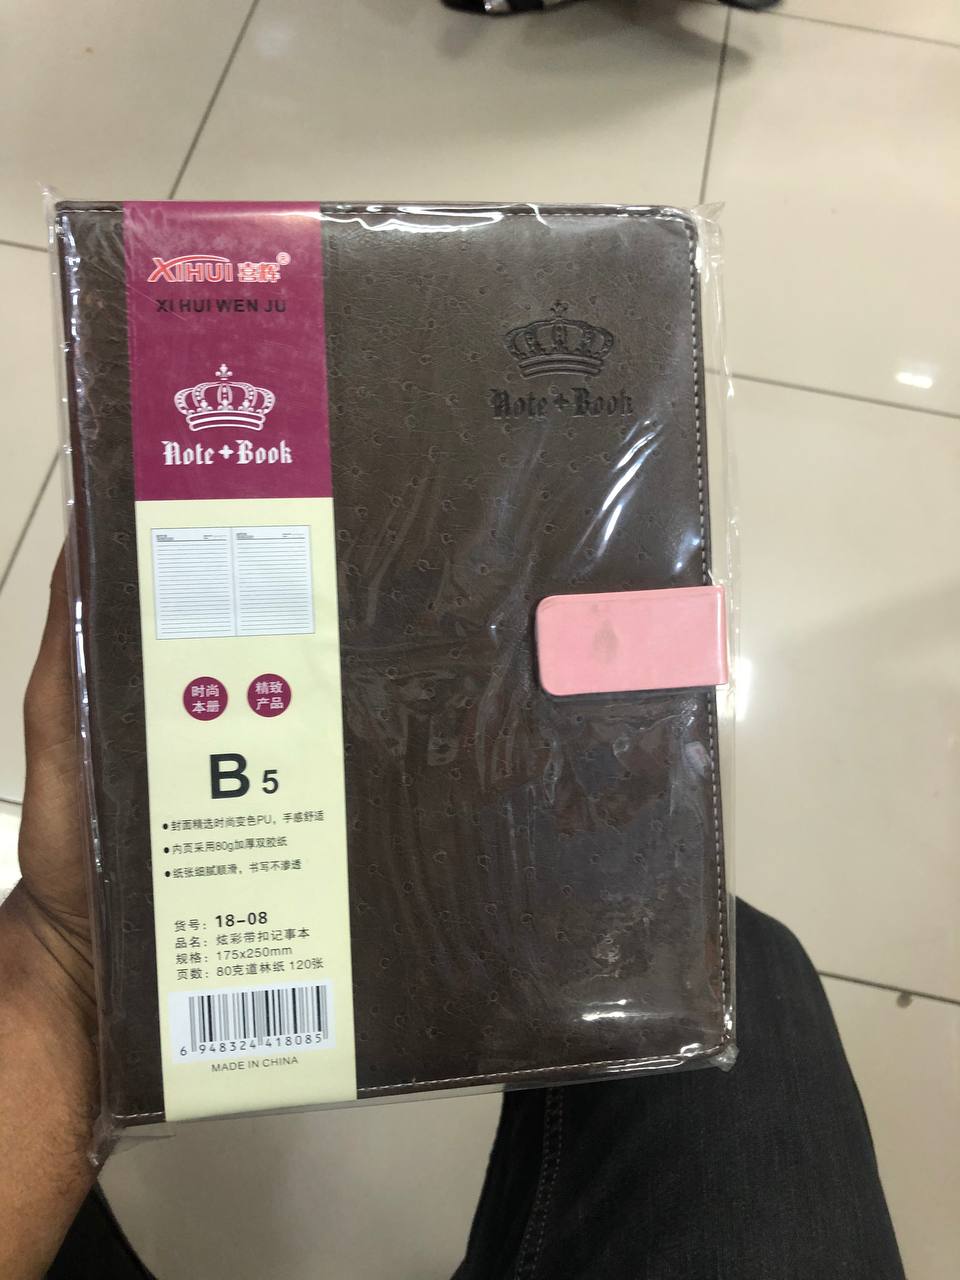 XIHUI 喜辉®
XI HUI WEN JU
Note+Book
Note+Book
时尚
本册
精致
产品
B5
●封面精选时尚变色PU，手感舒适
●内页采用80g加厚双胶纸
●纸张细腻顺滑，书写不渗透
货号：18-08
品名：炫彩带扣记事本
规格：175x250mm
页数：80克道林纸 120张
6 948324 418085
MADE IN CHINA